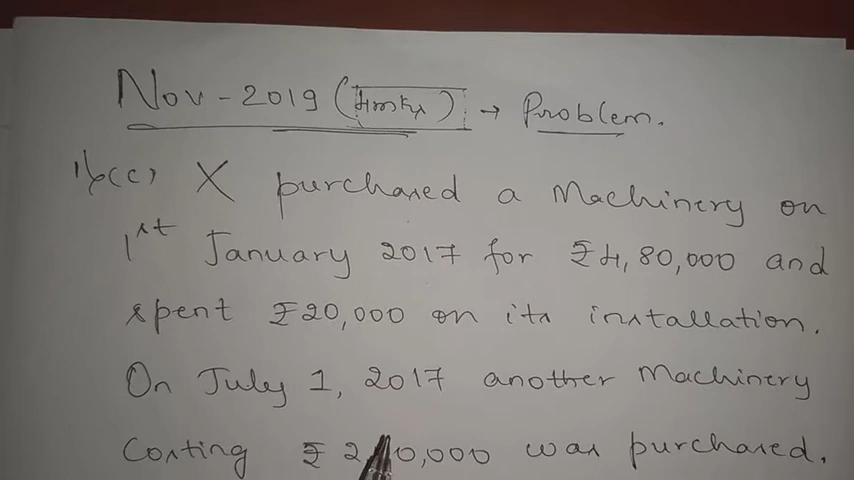 Nov - 2019 ( ) → Problem.
1/(c) X purchased a Machinery on
1st January 2017 for ₹4,80,000 and
spent ₹20,000 on its installation.
On July 1, 2017 another Machinery
Costing ₹ 0,000 was purchased.